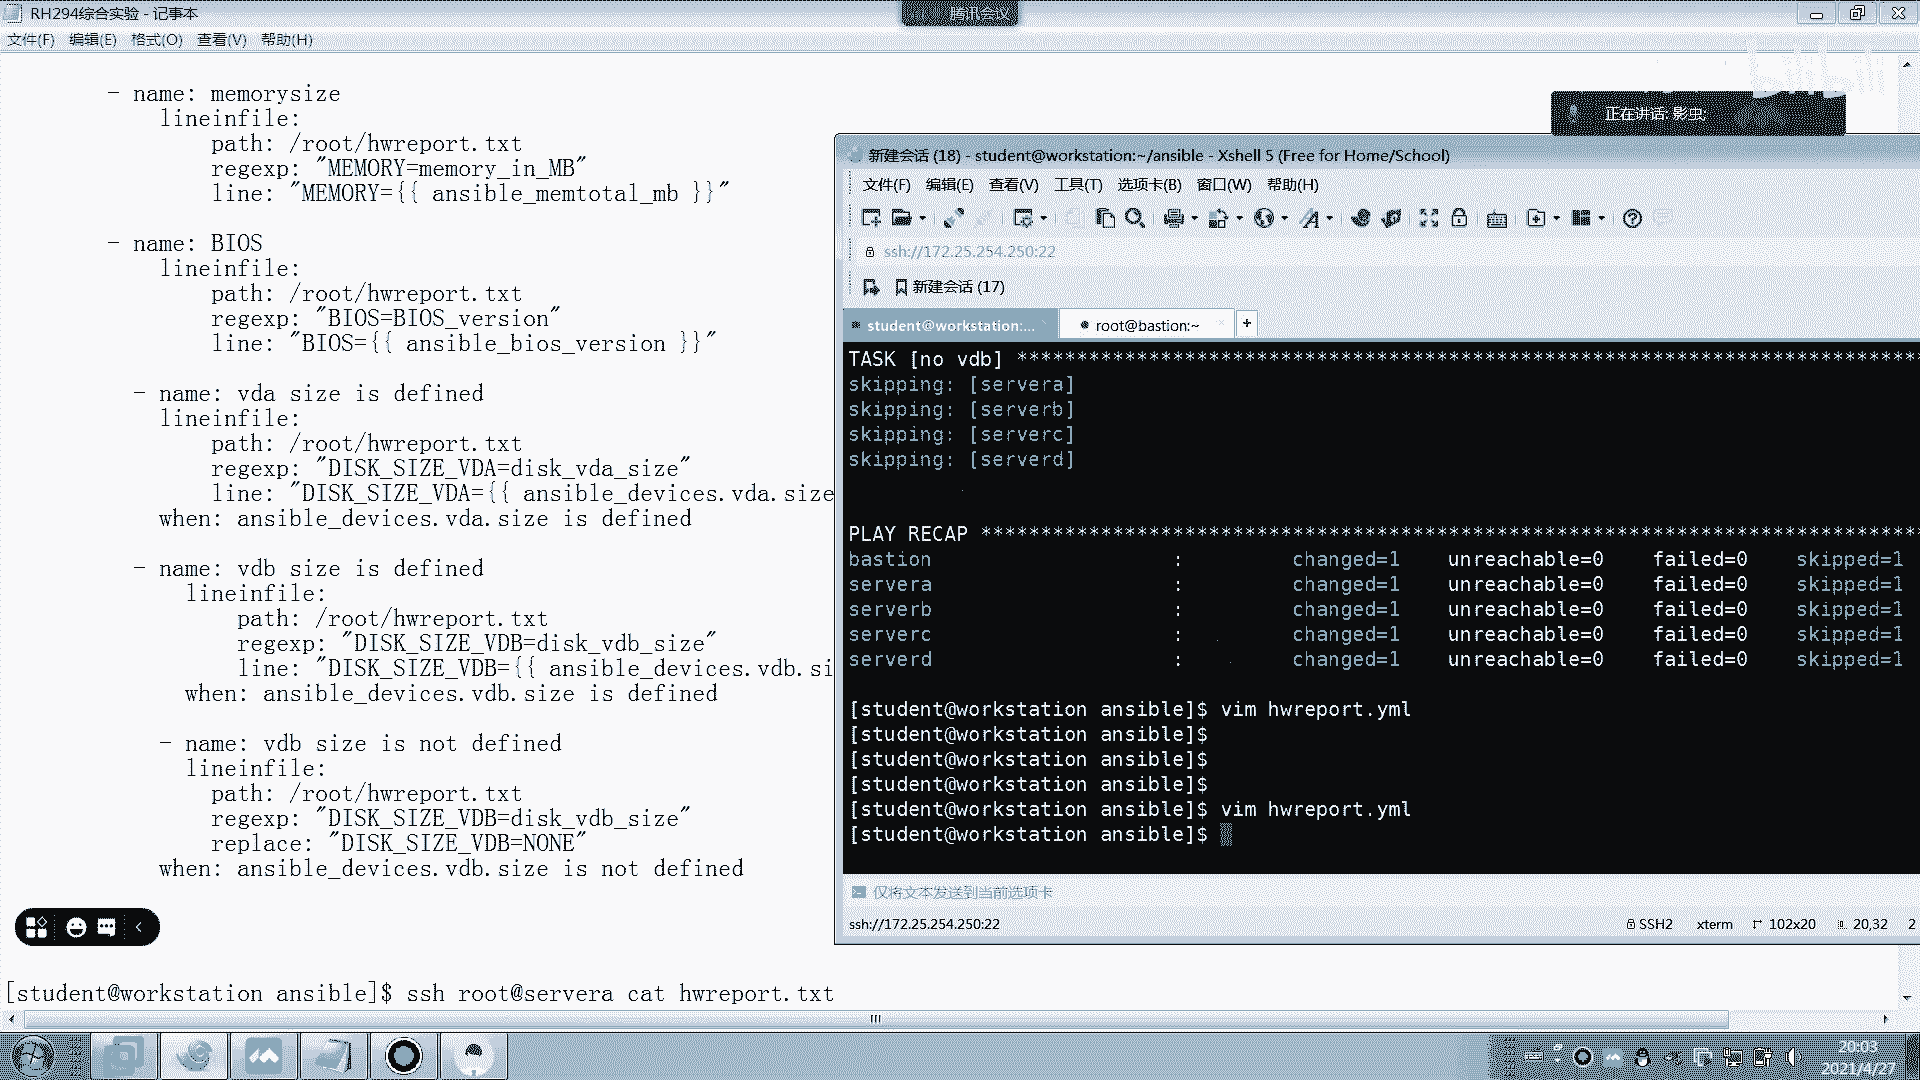 RH294综合实验 - 记事本
腾讯会议
文件(F) 编辑(E) 格式(O) 查看(V) 帮助(H)
- name: memorysize
lineinfile:
path: /root/hwreport.txt
regexp: "MEMORY=memory_in_MB"
line: "MEMORY={{ ansible_memtotal_mb }}"
- name: BIOS
lineinfile:
path: /root/hwreport.txt
regexp: "BIOS=BIOS_version"
line: "BIOS={{ ansible_bios_version }}"
- name: vda size is defined
lineinfile:
path: /root/hwreport.txt
regexp: "DISK_SIZE_VDA=disk_vda_size"
line: "DISK_SIZE_VDA={{ ansible_devices.vda.size
when: ansible_devices.vda.size is defined
- name: vdb size is defined
lineinfile:
path: /root/hwreport.txt
regexp: "DISK_SIZE_VDB=disk_vdb_size"
line: "DISK_SIZE_VDB={{ ansible_devices.vdb.si
when: ansible_devices.vdb.size is defined
- name: vdb size is not defined
lineinfile:
path: /root/hwreport.txt
regexp: "DISK_SIZE_VDB=disk_vdb_size"
replace: "DISK_SIZE_VDB=NONE"
when: ansible_devices.vdb.size is not defined
[student@workstation ansible]$ ssh root@servera cat hwreport.txt
bilibili
正在讲话: 影虫;
新建会话 (18) - student@workstation:~/ansible - Xshell 5 (Free for Home/School)
文件(F) 编辑(E) 查看(V) 工具(T) 选项卡(B) 窗口(W) 帮助(H)
ssh://172.25.254.250:22
新建会话 (17)
student@workstation:... root@bastion:~
TASK [no vdb] ******************************************************************************
skipping: [servera]
skipping: [serverb]
skipping: [serverc]
skipping: [serverd]
PLAY RECAP *********************************************************************************
bastion : changed=1 unreachable=0 failed=0 skipped=1
servera : changed=1 unreachable=0 failed=0 skipped=1
serverb : changed=1 unreachable=0 failed=0 skipped=1
serverc : changed=1 unreachable=0 failed=0 skipped=1
serverd : changed=1 unreachable=0 failed=0 skipped=1
[student@workstation ansible]$ vim hwreport.yml
[student@workstation ansible]$
[student@workstation ansible]$
[student@workstation ansible]$
[student@workstation ansible]$ vim hwreport.yml
[student@workstation ansible]$
仅将文本发送到当前选项卡
ssh://172.25.254.250:22 SSH2 xterm 102x20 20,32 2
20:03
2021/4/27